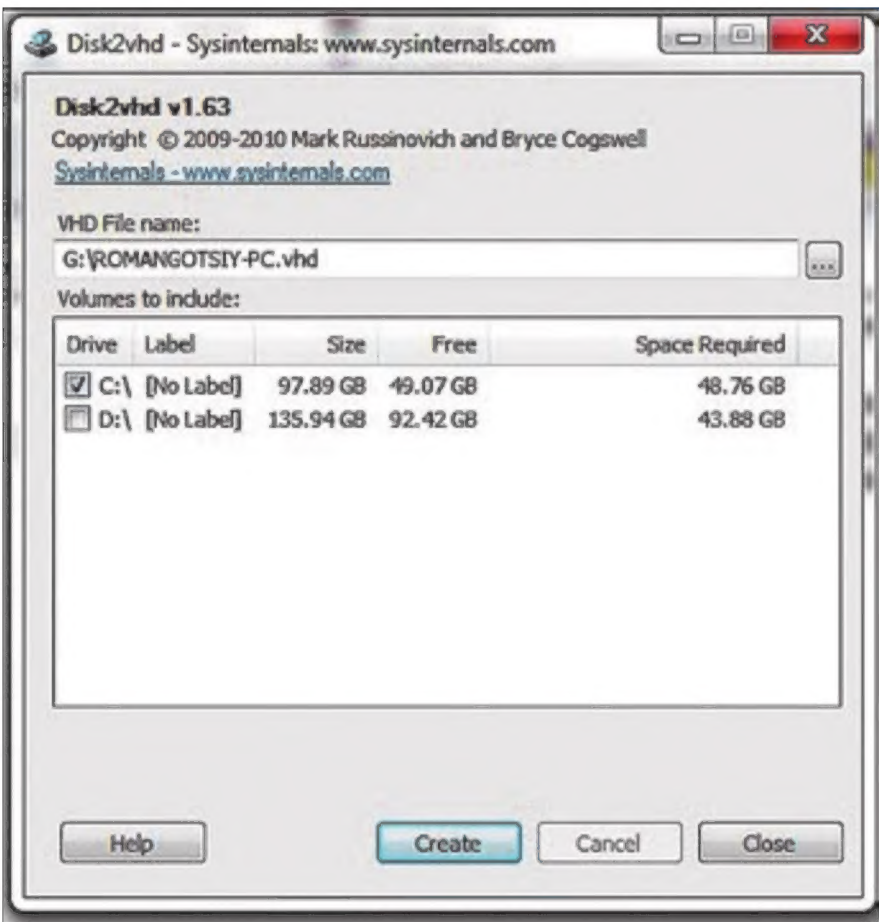 Disk2vhd - Sysinternals: www.sysinternals.com
Disk2vhd v1.63
Copyright © 2009-2010 Mark Russinovich and Bryce Cogswell
Sysinternals - www.sysinternals.com
VHD File name:
G:\ROMANGOTSIY-PC.vhd
...
Volumes to include:
Drive Label Size Free Space Required
C:\ [No Label] 97.89 GB 49.07 GB 48.76 GB
D:\ [No Label] 135.94 GB 92.42 GB 43.88 GB
Help Create Cancel Close